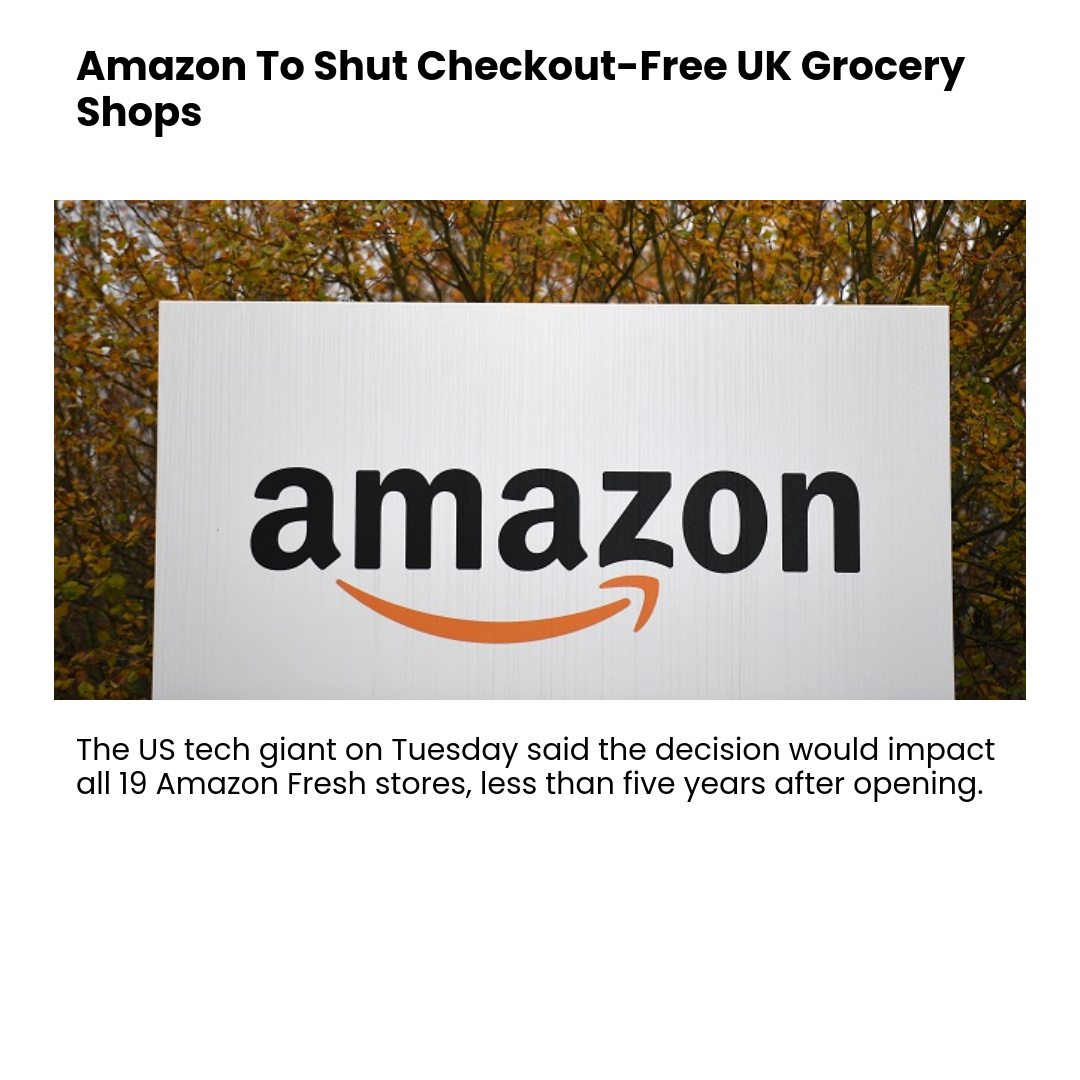 Amazon To Shut Checkout-Free UK Grocery
Shops
amazon
The US tech giant on Tuesday said the decision would impact
all 19 Amazon Fresh stores, less than five years after opening.